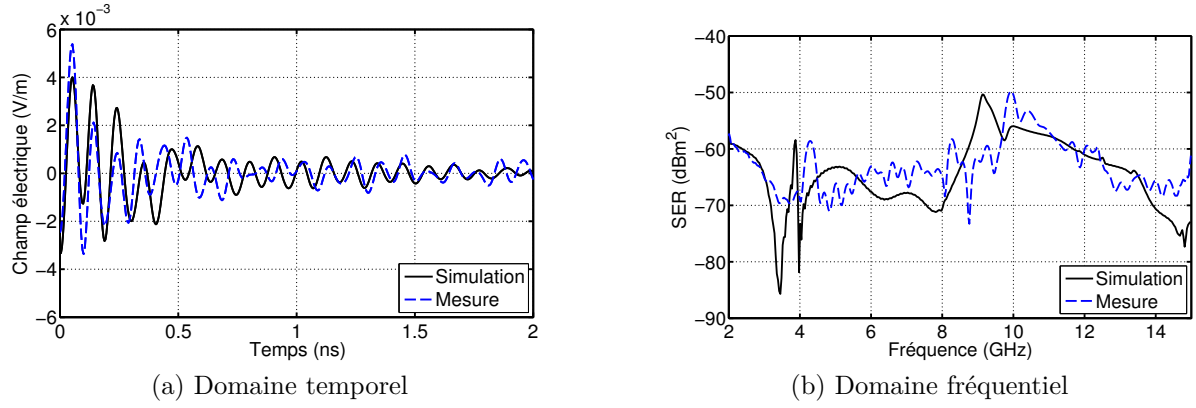 6 x 10⁻³
4
2
0
−2
−4
−6
Champ électrique (V/m)
0 0.5 1 1.5 2
Temps (ns)
Simulation
Mesure
(a) Domaine temporel
−40
−50
−60
−70
−80
−90
SER (dBm²)
2 4 6 8 10 12 14
Fréquence (GHz)
Simulation
Mesure
(b) Domaine fréquentiel